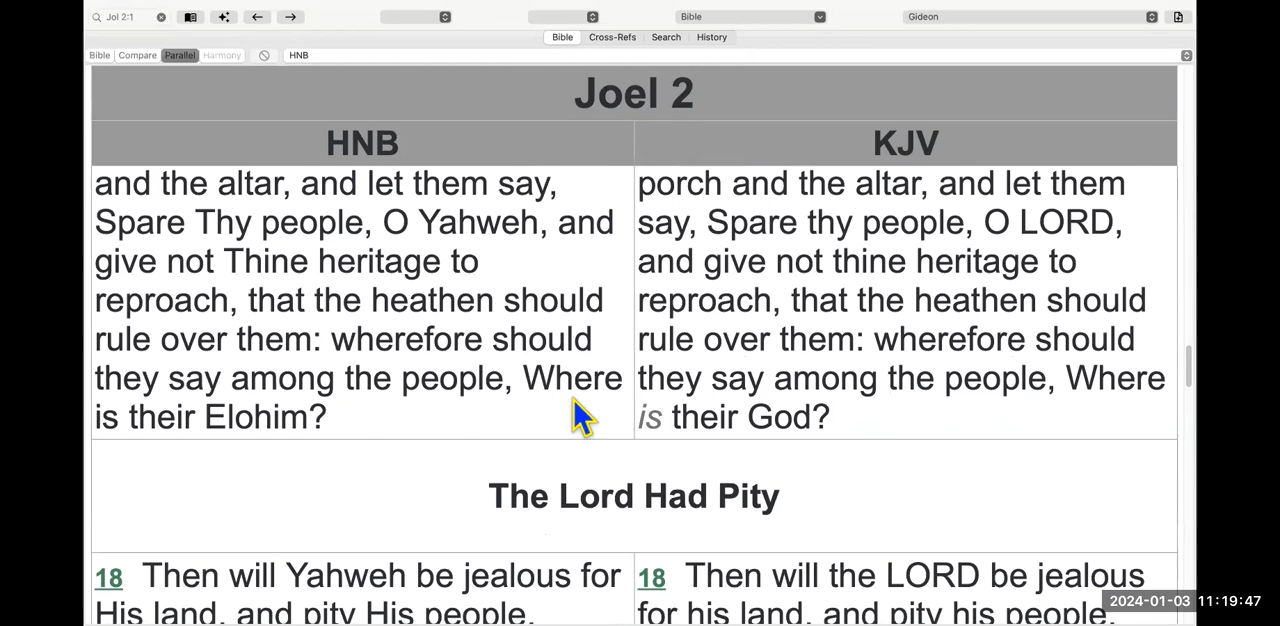 Jol 2:1
Bible
Gideon
Bible Cross-Refs Search History
Bible Compare Parallel Harmony HNB
Joel 2
HNB
and the altar, and let them say,
Spare Thy people, O Yahweh, and
give not Thine heritage to
reproach, that the heathen should
rule over them: wherefore should
they say among the people, Where
is their Elohim?
KJV
porch and the altar, and let them
say, Spare thy people, O LORD,
and give not thine heritage to
reproach, that the heathen should
rule over them: wherefore should
they say among the people, Where
is their God?
The Lord Had Pity
18 Then will Yahweh be jealous for
His land, and pity His people.
18 Then will the LORD be jealous
for his land, and pity his people.
2024-01-03 11:19:47